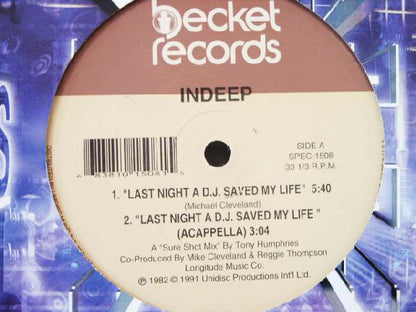 becket
records
INDEEP
SIDE A
SPEC-1508
33 1/3 R.P.M.
1. "LAST NIGHT A D.J. SAVED MY LIFE" 5:40
(Michael Cleveland)
2. "LAST NIGHT A D.J. SAVED MY LIFE"
(ACAPPELLA) 3:04
A "Sure Shot Mix' By Tony Humphries
Co-Produced By Mike Cleveland & Reggie Thompson
Longitude Music Co.
℗ 1982 © 1991 Unidisc Productions Int'l Ltd.